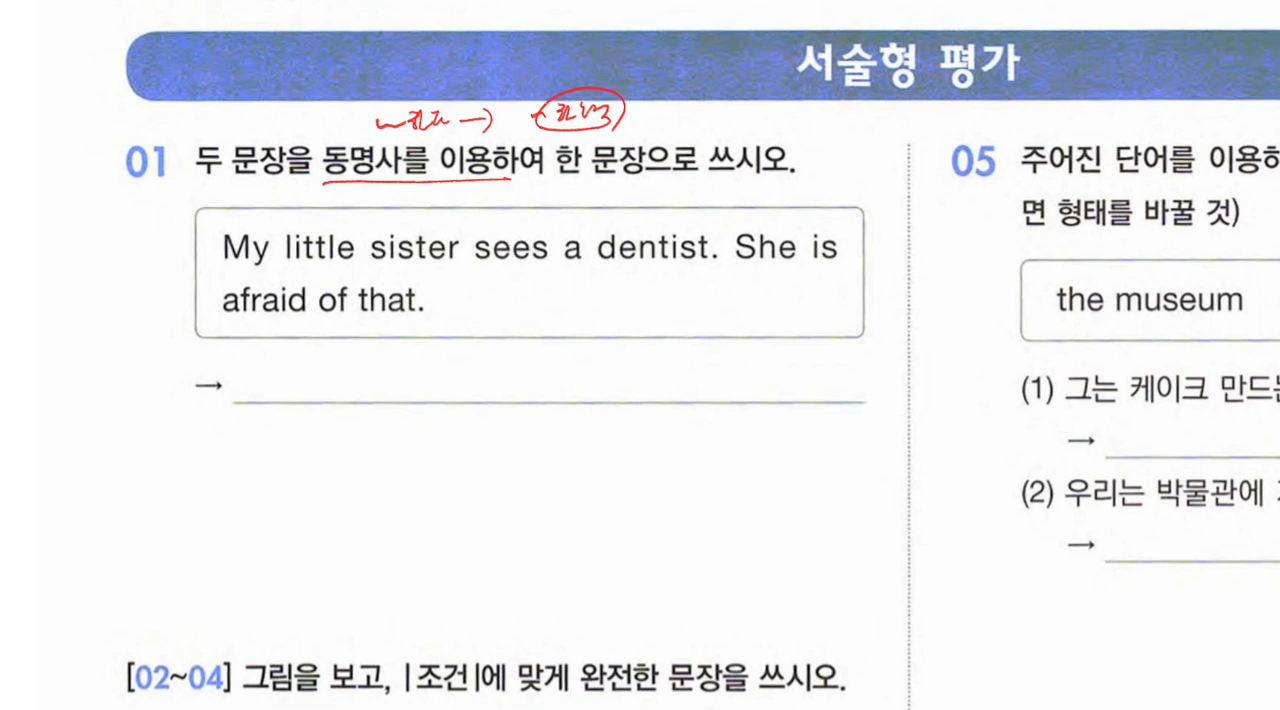 서술형 평가
01 두 문장을 동명사를 이용하여 한 문장으로 쓰시오.
My little sister sees a dentist. She is
afraid of that.
→
[02~04] 그림을 보고, |조건|에 맞게 완전한 문장을 쓰시오.
05 주어진 단어를 이용하
면 형태를 바꿀 것)
the museum
(1) 그는 케이크 만드는
→
(2) 우리는 박물관에
→